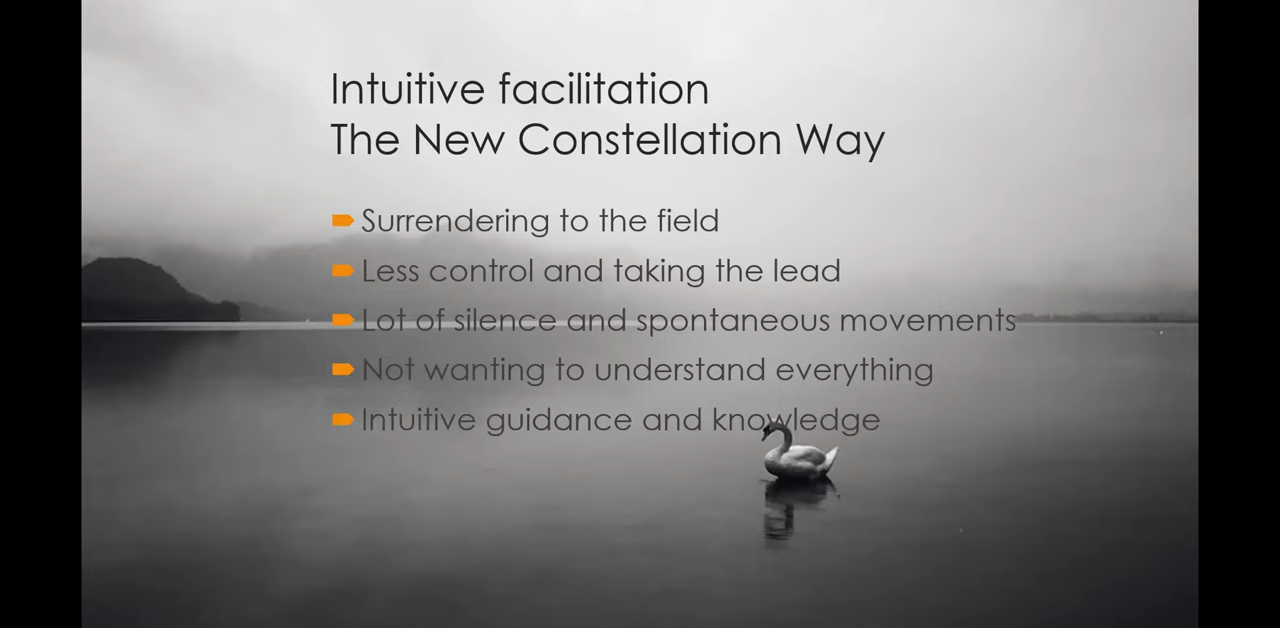 Intuitive facilitation
The New Constellation Way
Surrendering to the field
Less control and taking the lead
Lot of silence and spontaneous movements
Not wanting to understand everything
Intuitive guidance and knowledge